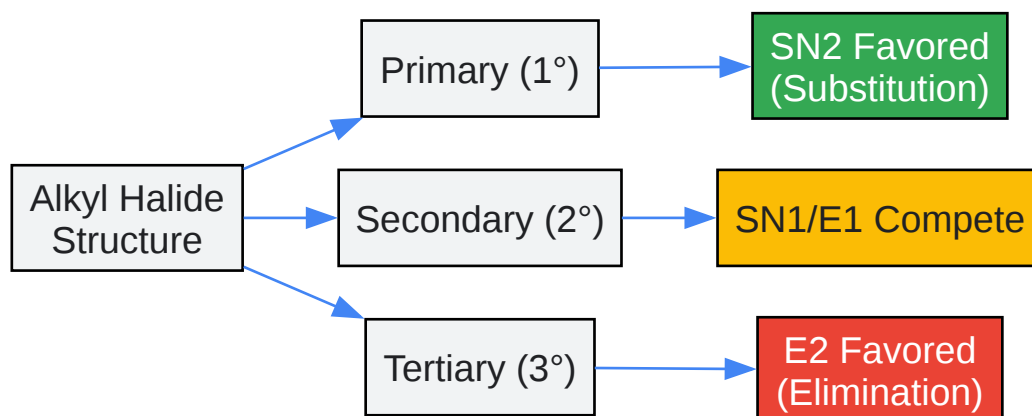 Alkyl Halide
Structure
Primary (1°)
SN2 Favored
(Substitution)
Secondary (2°)
SN1/E1 Compete
Tertiary (3°)
E2 Favored
(Elimination)